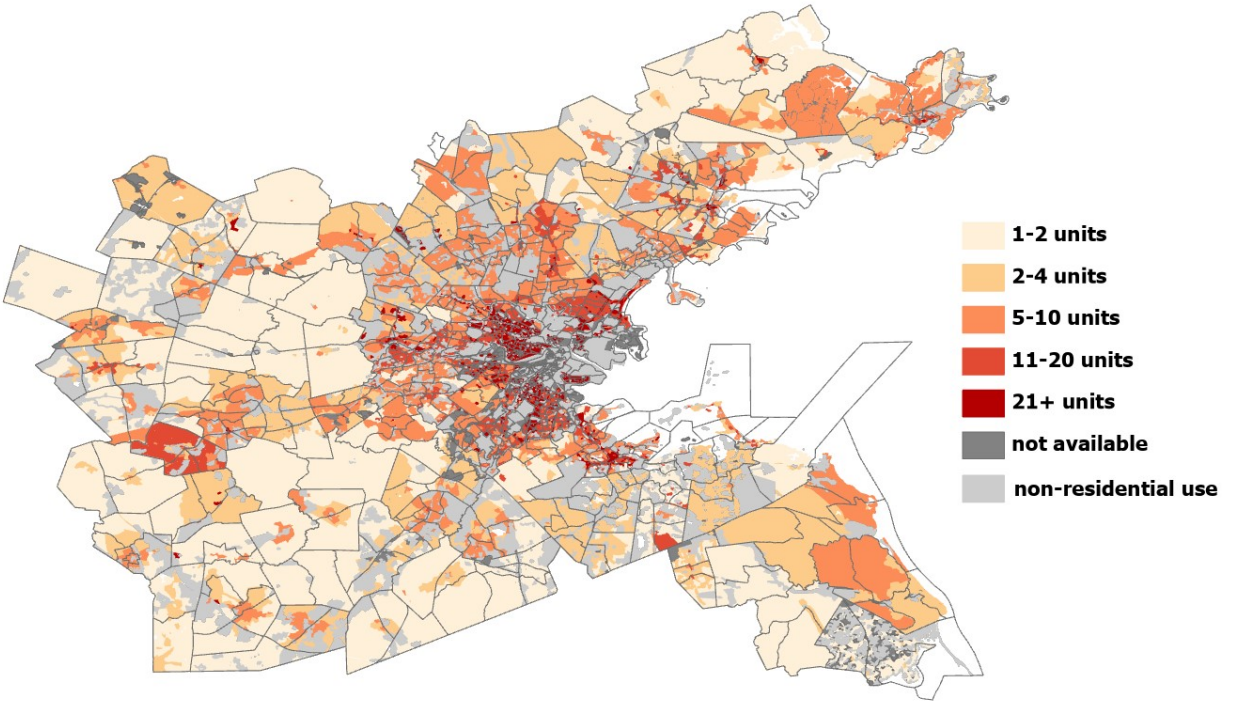 1-2 units
2-4 units
5-10 units
11-20 units
21+ units
not available
non-residential use